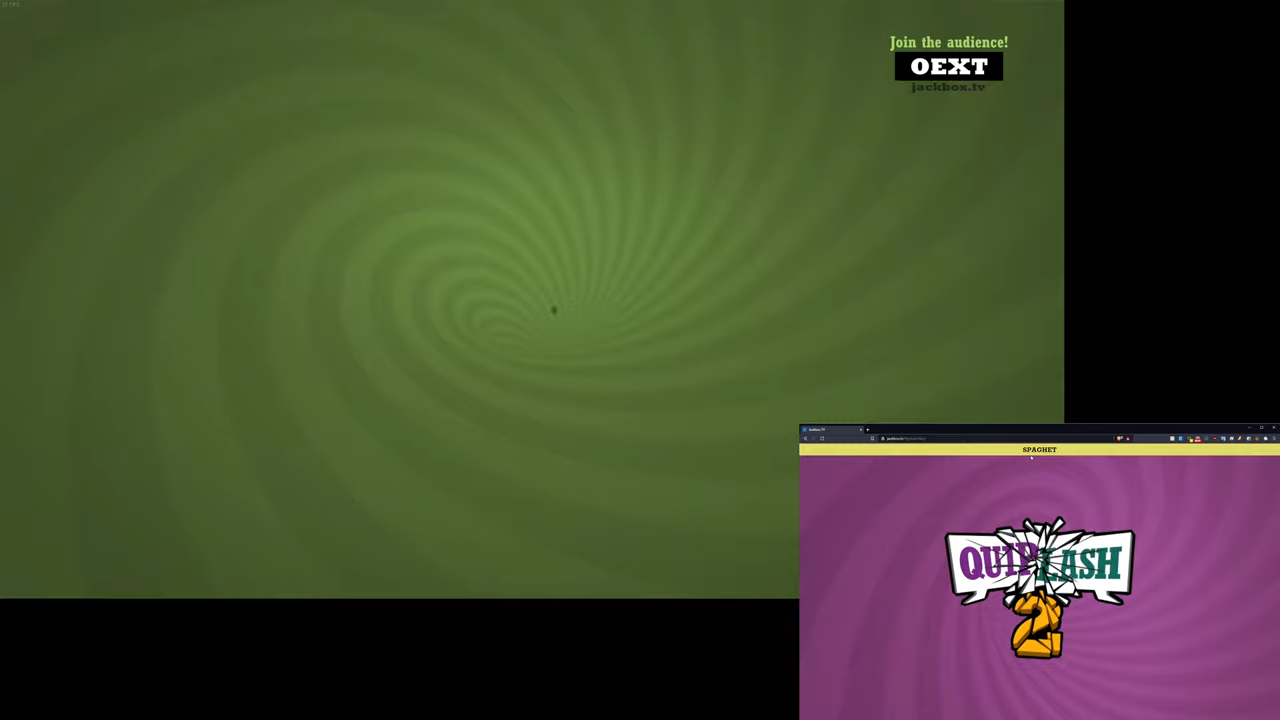 Join the audience!
OEXT
jackbox.tv
SPAGHET
QUIPLASH
2